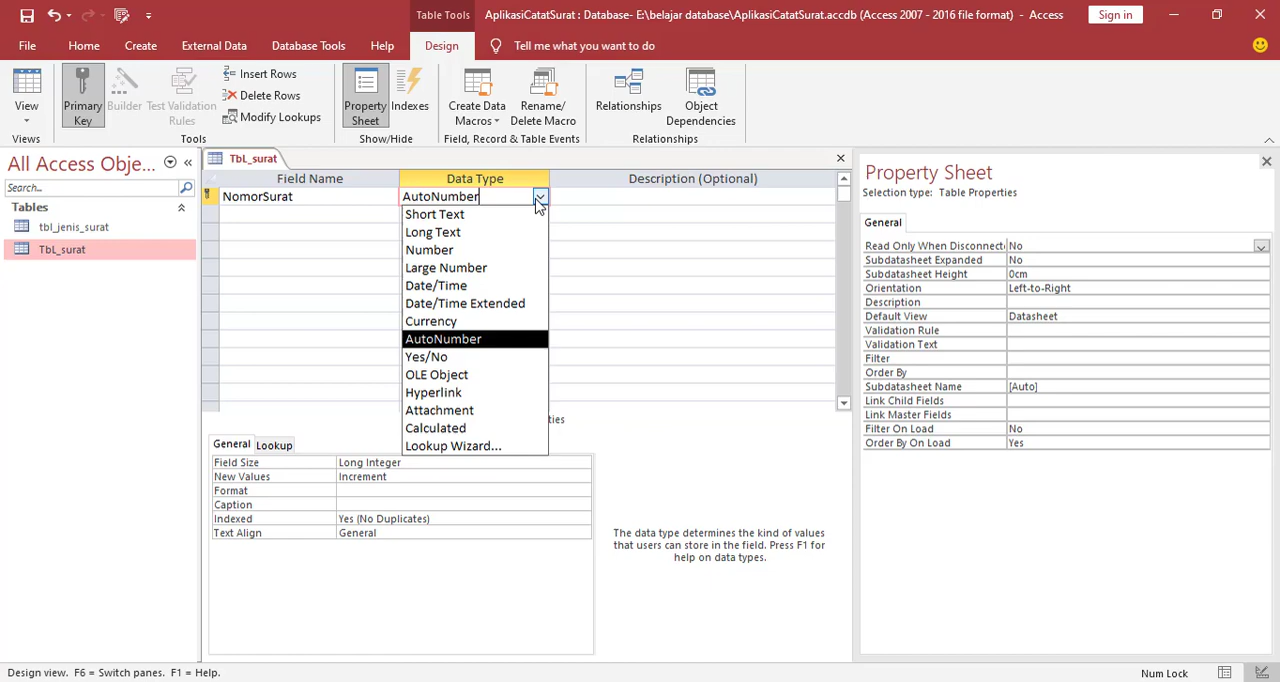 Table Tools
AplikasiCatatSurat : Database- E:\belajar database\AplikasiCatatSurat.accdb (Access 2007 - 2016 file format) - Access
Sign in
File
Home
Create
External Data
Database Tools
Help
Design
Tell me what you want to do
View
Primary Key
Builder
Test Validation Rules
Insert Rows
Delete Rows
Modify Lookups
Property Sheet
Indexes
Create Data Macros
Rename/ Delete Macro
Relationships
Object Dependencies
Views
Tools
Show/Hide
Field, Record & Table Events
Relationships
All Access Obje...
Search...
Tables
tbl_jenis_surat
TbL_surat
TbL_surat
Field Name
Data Type
Description (Optional)
NomorSurat
AutoNumber
Short Text
Long Text
Number
Large Number
Date/Time
Date/Time Extended
Currency
AutoNumber
Yes/No
OLE Object
Hyperlink
Attachment
Calculated
Lookup Wizard...
ties
General
Lookup
Field Size Long Integer
New Values Increment
Format
Caption
Indexed Yes (No Duplicates)
Text Align General
The data type determines the kind of values
that users can store in the field. Press F1 for
help on data types.
Property Sheet
Selection type: Table Properties
General
Read Only When Disconnect No
Subdatasheet Expanded No
Subdatasheet Height 0cm
Orientation Left-to-Right
Description
Default View Datasheet
Validation Rule
Validation Text
Filter
Order By
Subdatasheet Name [Auto]
Link Child Fields
Link Master Fields
Filter On Load No
Order By On Load Yes
Design view. F6 = Switch panes. F1 = Help.
Num Lock